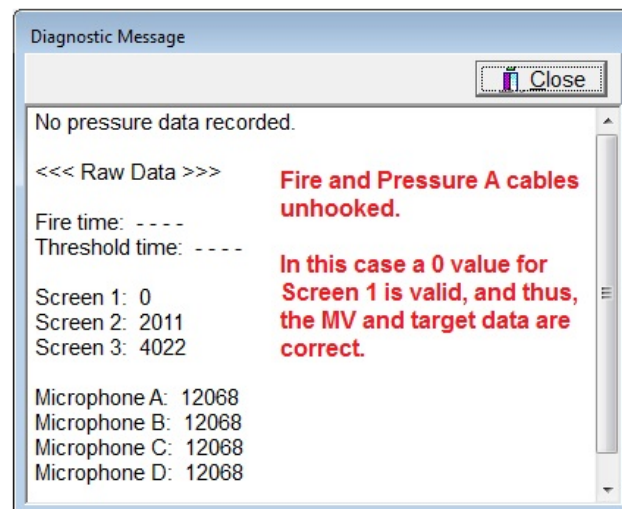 Diagnostic Message
Close
No pressure data recorded.
<<< Raw Data >>>
Fire time: - - - -
Threshold time: - - - -
Screen 1: 0
Screen 2: 2011
Screen 3: 4022
Microphone A: 12068
Microphone B: 12068
Microphone C: 12068
Microphone D: 12068
Fire and Pressure A cables
unhooked.
In this case a 0 value for
Screen 1 is valid, and thus,
the MV and target data are
correct.